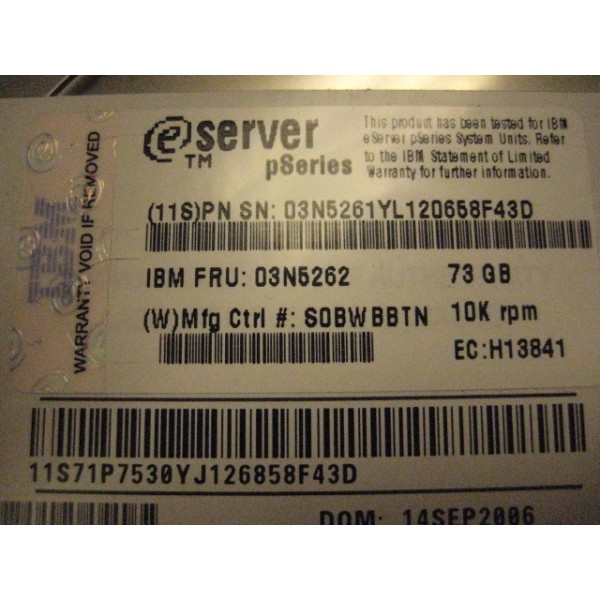 WARRANTY VOID IF REMOVED
IBM
e server
TM pSeries
This product has been tested for IBM
eServer pSeries System Units. Refer
to the IBM Statement of Limited
Warranty for further information.
(11S)PN SN: 03N5261YL120658F43D
IBM FRU: 03N5262 73 GB
(W)Mfg Ctrl #: S0BWBBTN 10K rpm
EC:H13841
11S71P7530YJ126858F43D
DOM: 14SEP2006